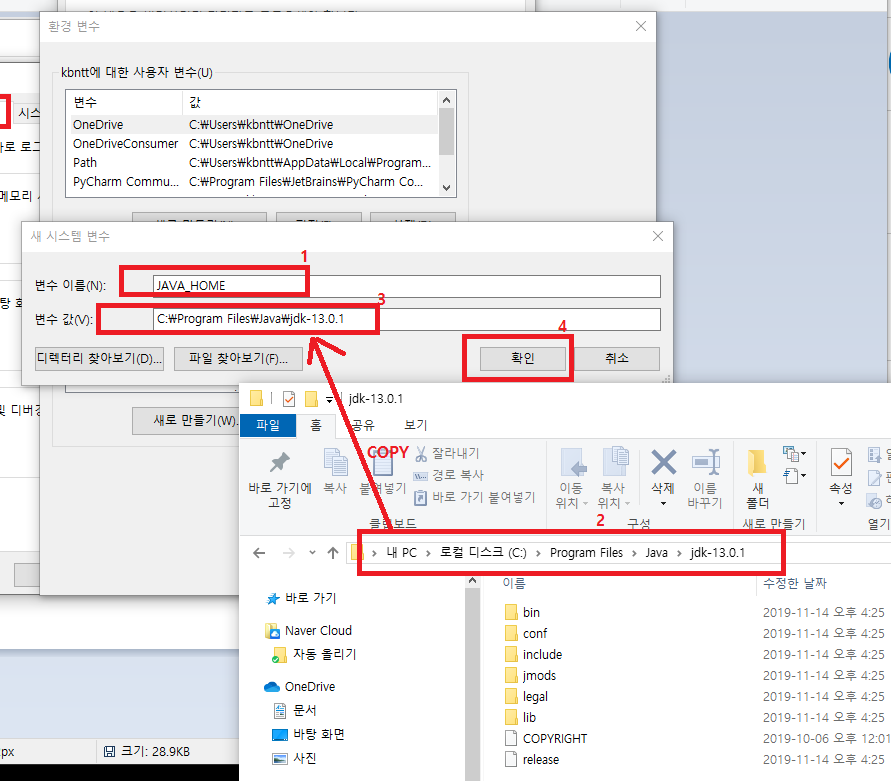 환경 변수
kbntt에 대한 사용자 변수(U)
변수 값
OneDrive C:₩Users₩kbntt₩OneDrive
OneDriveConsumer C:₩Users₩kbntt₩OneDrive
Path C:₩Users₩kbntt₩AppData₩Local₩Program...
PyCharm Commu... C:₩Program Files₩JetBrains₩PyCharm Co...
시스
메모리
새 시스템 변수
1
변수 이름(N): JAVA_HOME
3
변수 값(V): C:₩Program Files₩Java₩jdk-13.0.1
4
디렉터리 찾아보기(D)... 파일 찾아보기(F)... 확인 취소
및 디버깅
새로 만들기(W)...
jdk-13.0.1
파일 홈 공유 보기
COPY
잘라내기
경로 복사
바로 가기 붙여넣기
바로 가기에 고정
복사
붙여넣기
이동 위치
복사 위치
삭제
이름 바꾸기
새 폴더
속성
클립보드
2
구성
새로 만들기
열기
내 PC > 로컬 디스크 (C:) > Program Files > Java > jdk-13.0.1
이름 수정한 날짜
바로 가기
Naver Cloud
자동 올리기
OneDrive
문서
바탕 화면
사진
bin 2019-11-14 오후 4:25
conf 2019-11-14 오후 4:25
include 2019-11-14 오후 4:25
jmods 2019-11-14 오후 4:25
legal 2019-11-14 오후 4:25
lib 2019-11-14 오후 4:25
COPYRIGHT 2019-10-06 오후 12:01
release 2019-11-14 오후 4:25
px
크기: 28.9KB